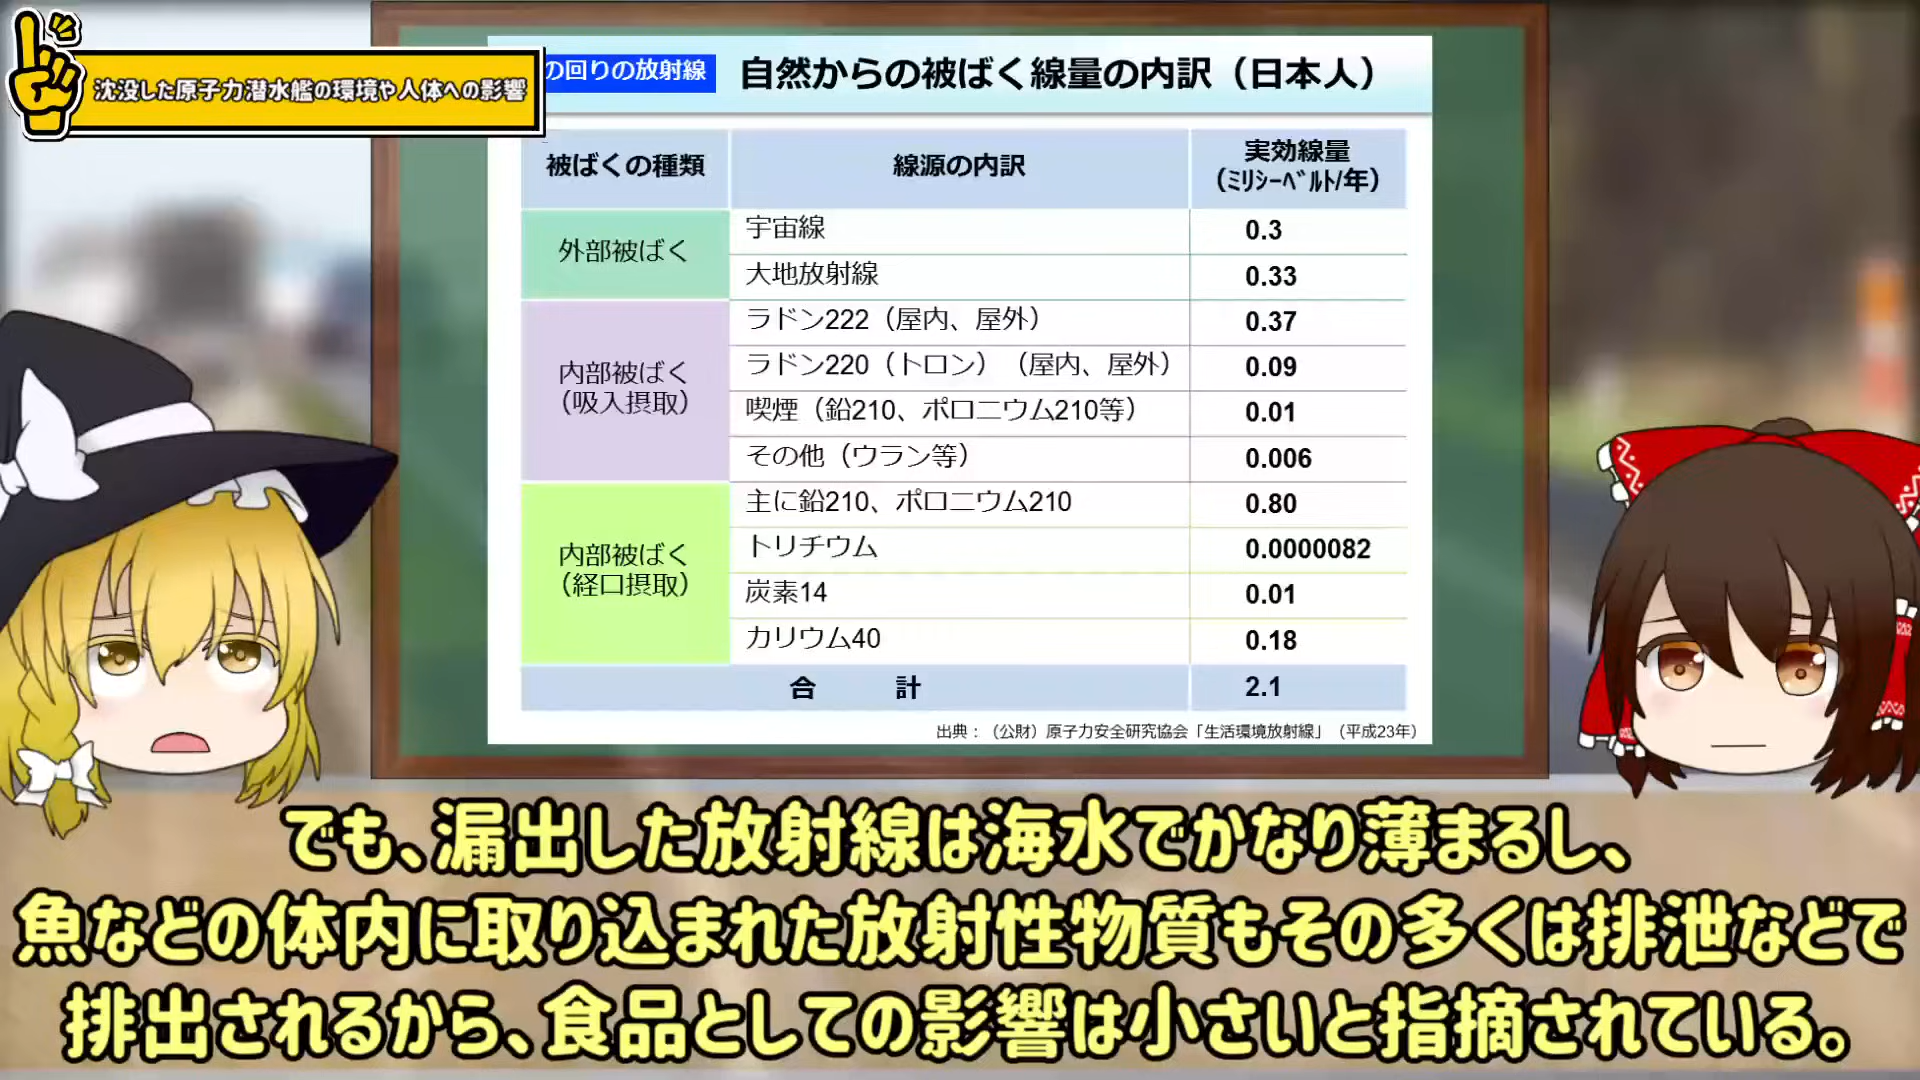 沈没した原子力潜水艦の環境や人体への影響
の回りの放射線
自然からの被ばく線量の内訳（日本人）
被ばくの種類 線源の内訳 実効線量
（ﾐﾘｼｰﾍﾞﾙﾄ/年）
外部被ばく
宇宙線 0.3
大地放射線 0.33
内部被ばく
（吸入摂取）
ラドン222（屋内、屋外） 0.37
ラドン220（トロン）（屋内、屋外） 0.09
喫煙（鉛210、ポロニウム210等） 0.01
その他（ウラン等） 0.006
内部被ばく
（経口摂取）
主に鉛210、ポロニウム210 0.80
トリチウム 0.0000082
炭素14 0.01
カリウム40 0.18
合 計 2.1
出典：（公財）原子力安全研究協会「生活環境放射線」（平成23年）
でも、漏出した放射線は海水でかなり薄まるし、
魚などの体内に取り込まれた放射性物質もその多くは排泄などで
排出されるから、食品としての影響は小さいと指摘されている。